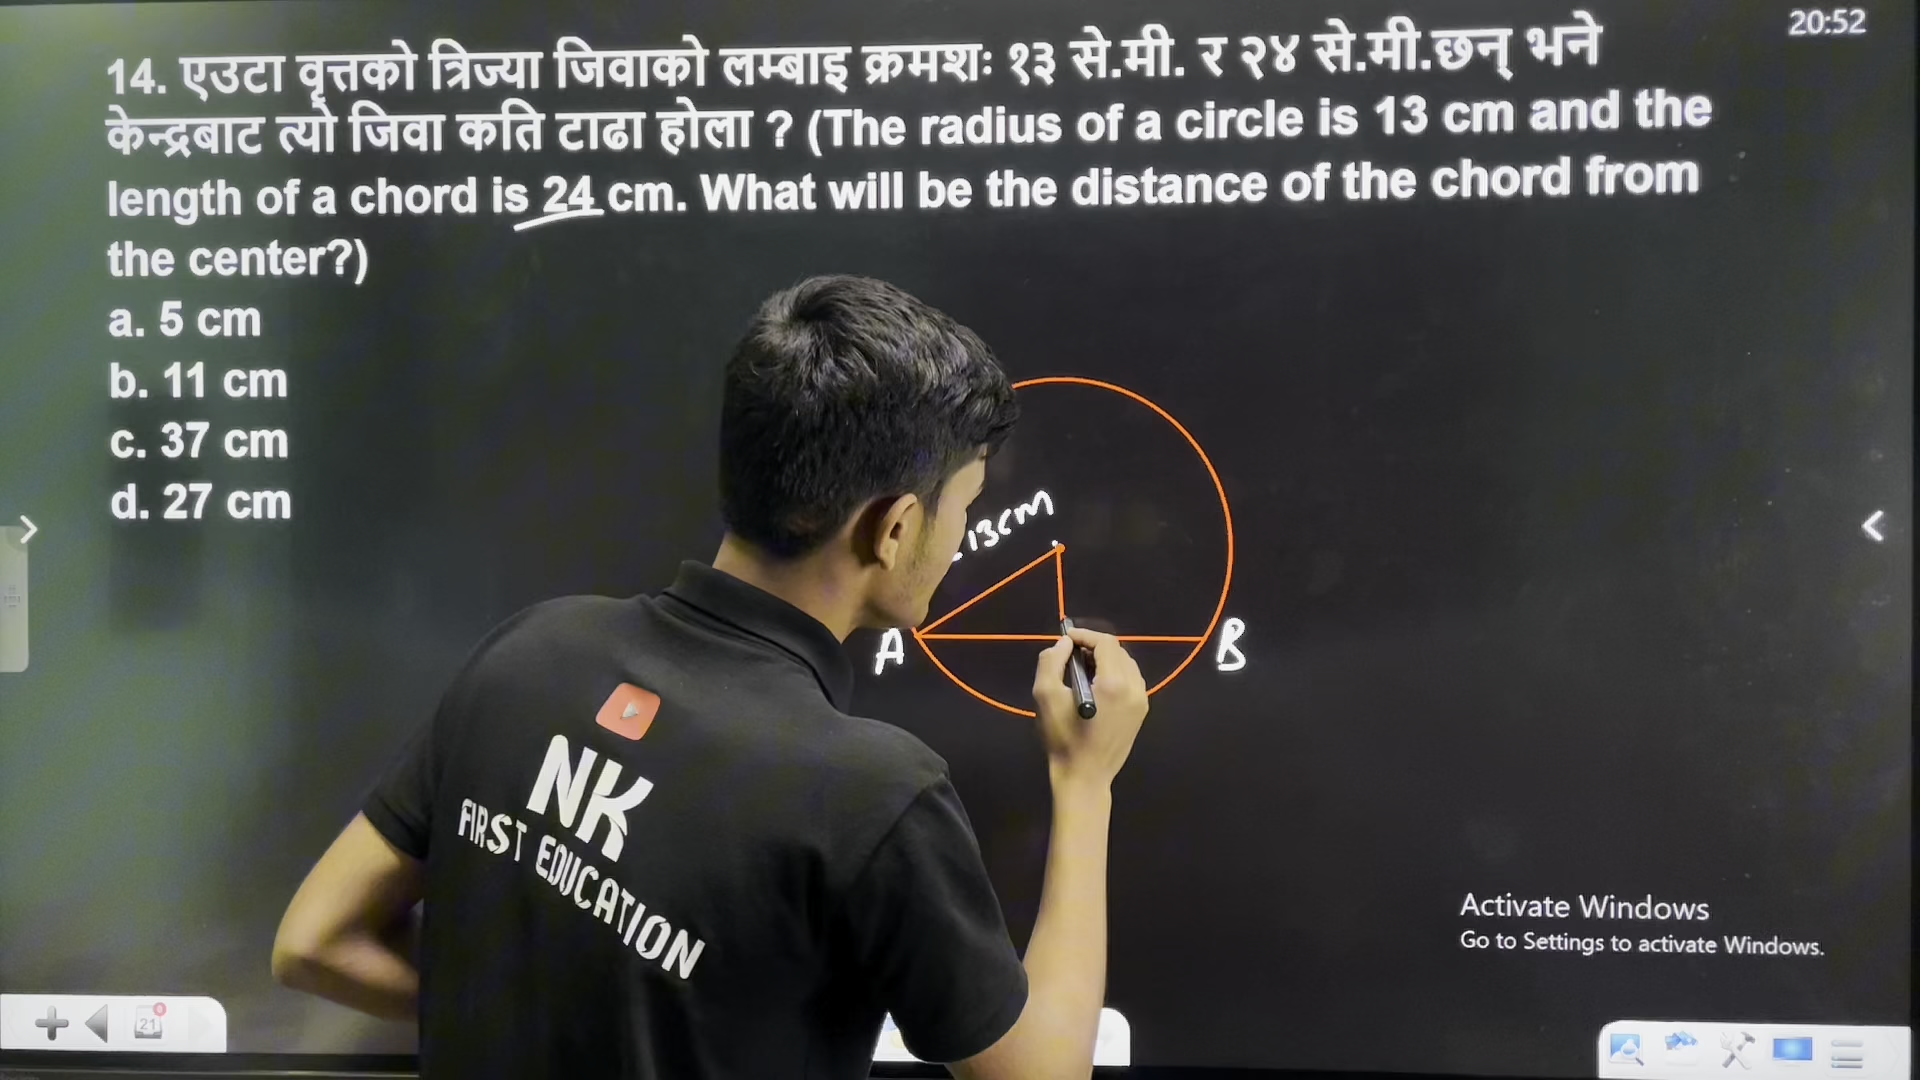 20:52
14. एउटा वृत्तको त्रिज्या जिवाको लम्बाइ क्रमशः १३ से.मी. र २४ से.मी.छन् भने
केन्द्रबाट त्यो जिवा कति टाढा होला ? (The radius of a circle is 13 cm and the
length of a chord is 24 cm. What will be the distance of the chord from
the center?)
a. 5 cm
b. 11 cm
c. 37 cm
d. 27 cm
13cm
A
B
NK
FIRST EDUCATION
Activate Windows
Go to Settings to activate Windows.
21